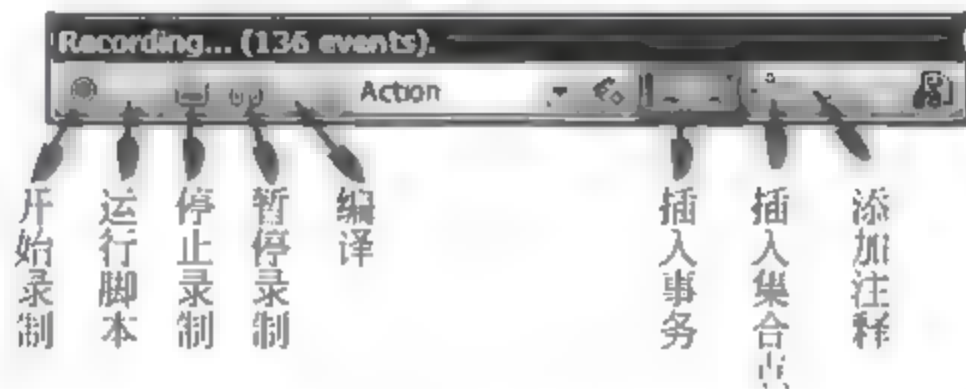 Recording... (136 events).
Action
开始录制
运行脚本
停止录制
暂停录制
编译
插入事务
插入集合
添加注释